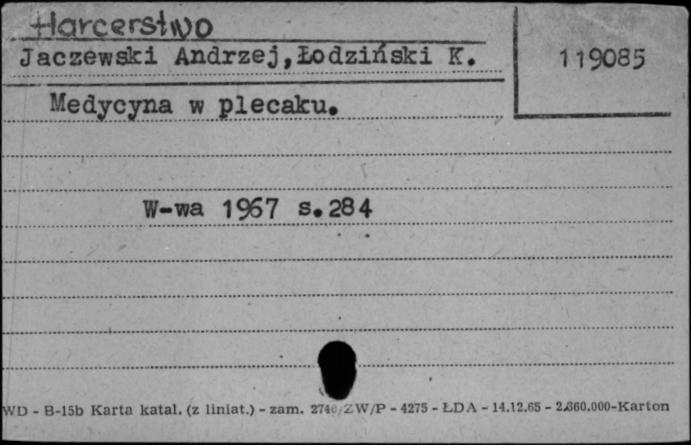 Harcerstwo
Jaczewski Andrzej, Łodziński K.
119085
Medycyna w plecaku.
W-wa 1967 s.284
WD - B-15b Karta katal. (z liniat.) - zam. 2740/ZW/P - 4275 - ŁDA - 14.12.65 - 2.860.000-Karton